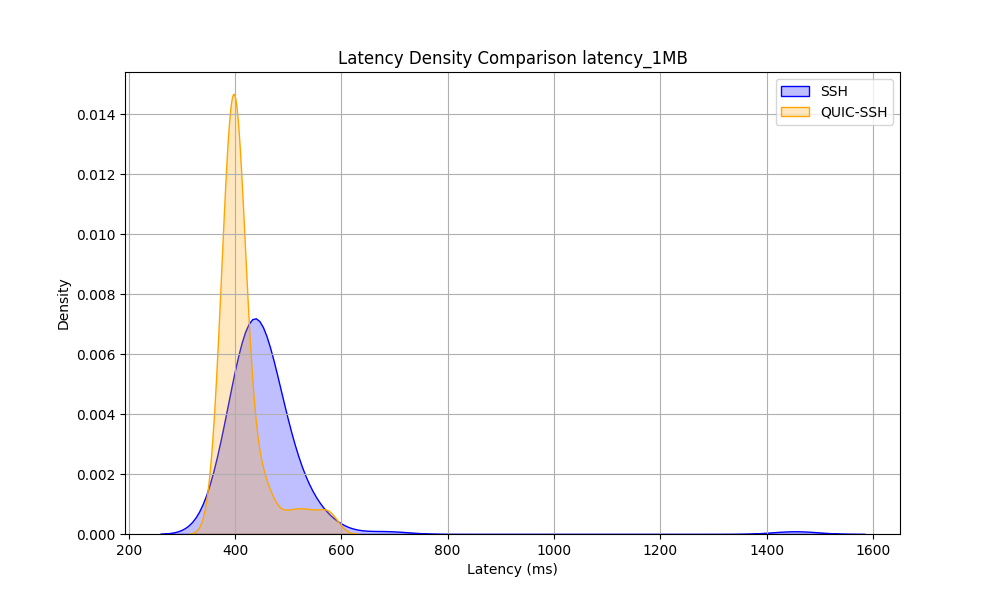 Latency Density Comparison latency_1MB
SSH
QUIC-SSH
0.014
0.012
0.010
0.008
0.006
0.004
0.002
0.000
Density
200 400 600 800 1000 1200 1400 1600
Latency (ms)